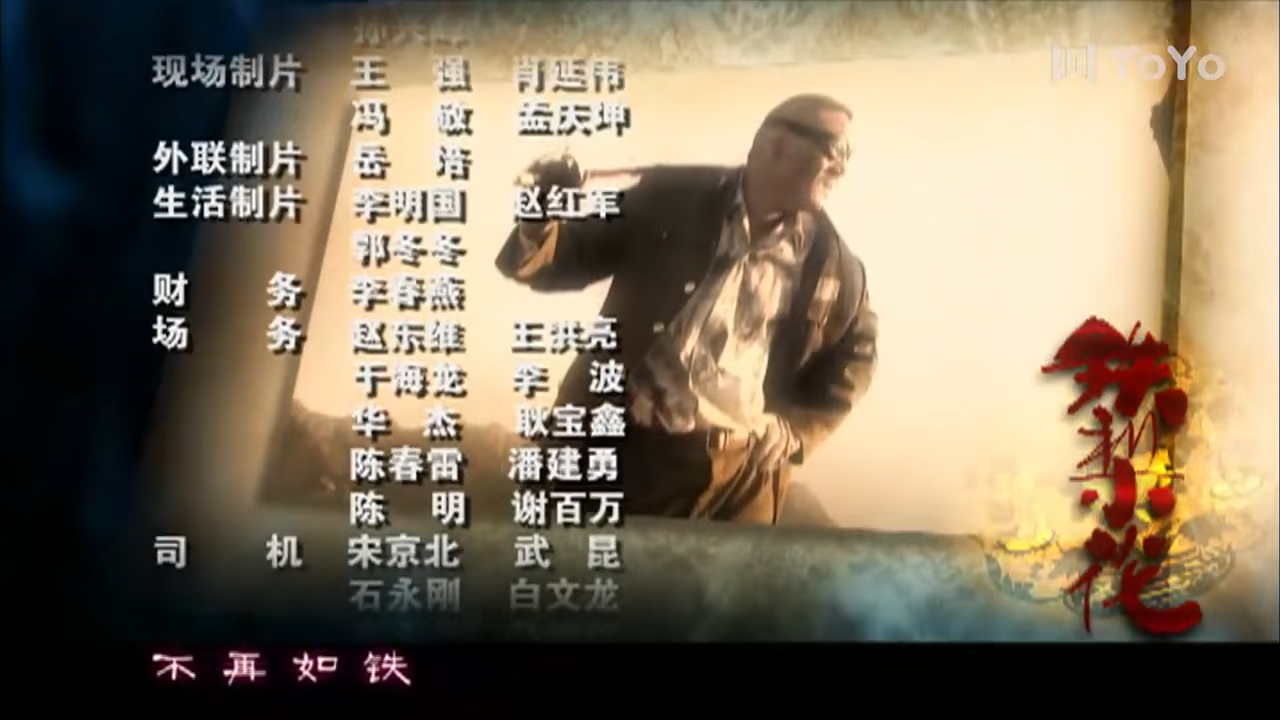 现场制片 王 强 肖延伟
冯 敏 孟庆坤
外联制片 岳 浩
生活制片 李明国 赵红军
郭冬冬
财 务 李春燕
场 务 赵东维 王洪亮
于海龙 李 波
华 杰 耿宝鑫
陈春雷 潘建勇
陈 明 谢百万
司 机 宋京北 武 昆
石永刚 白文龙
不再如铁
YoYo